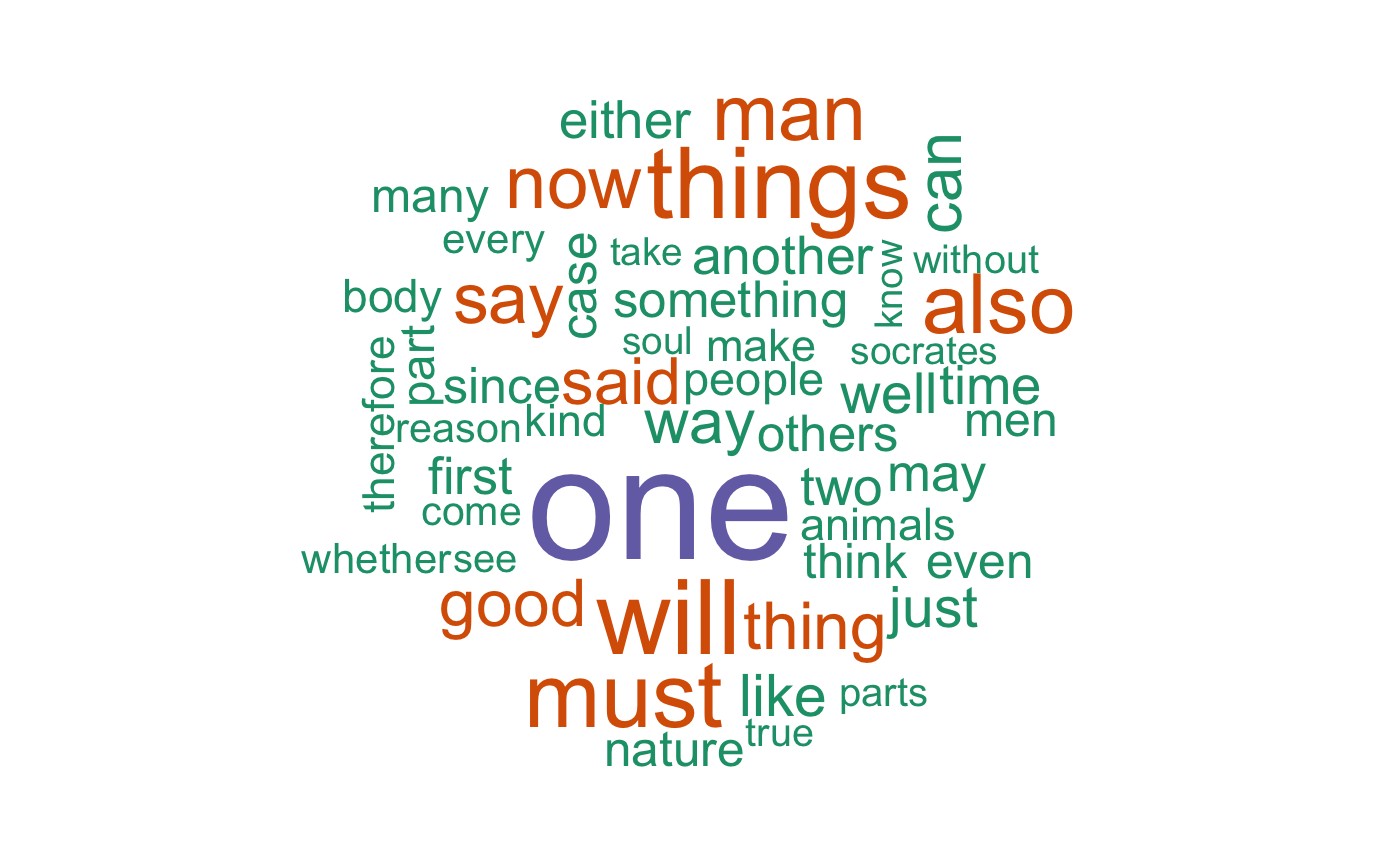 either man
many now things can
every case take another know without
body say something also
soul make socrates
therefore part since said people well time
reason kind way others men
first one two may
come animals
whether see think even
good will thing just
must like parts
nature true